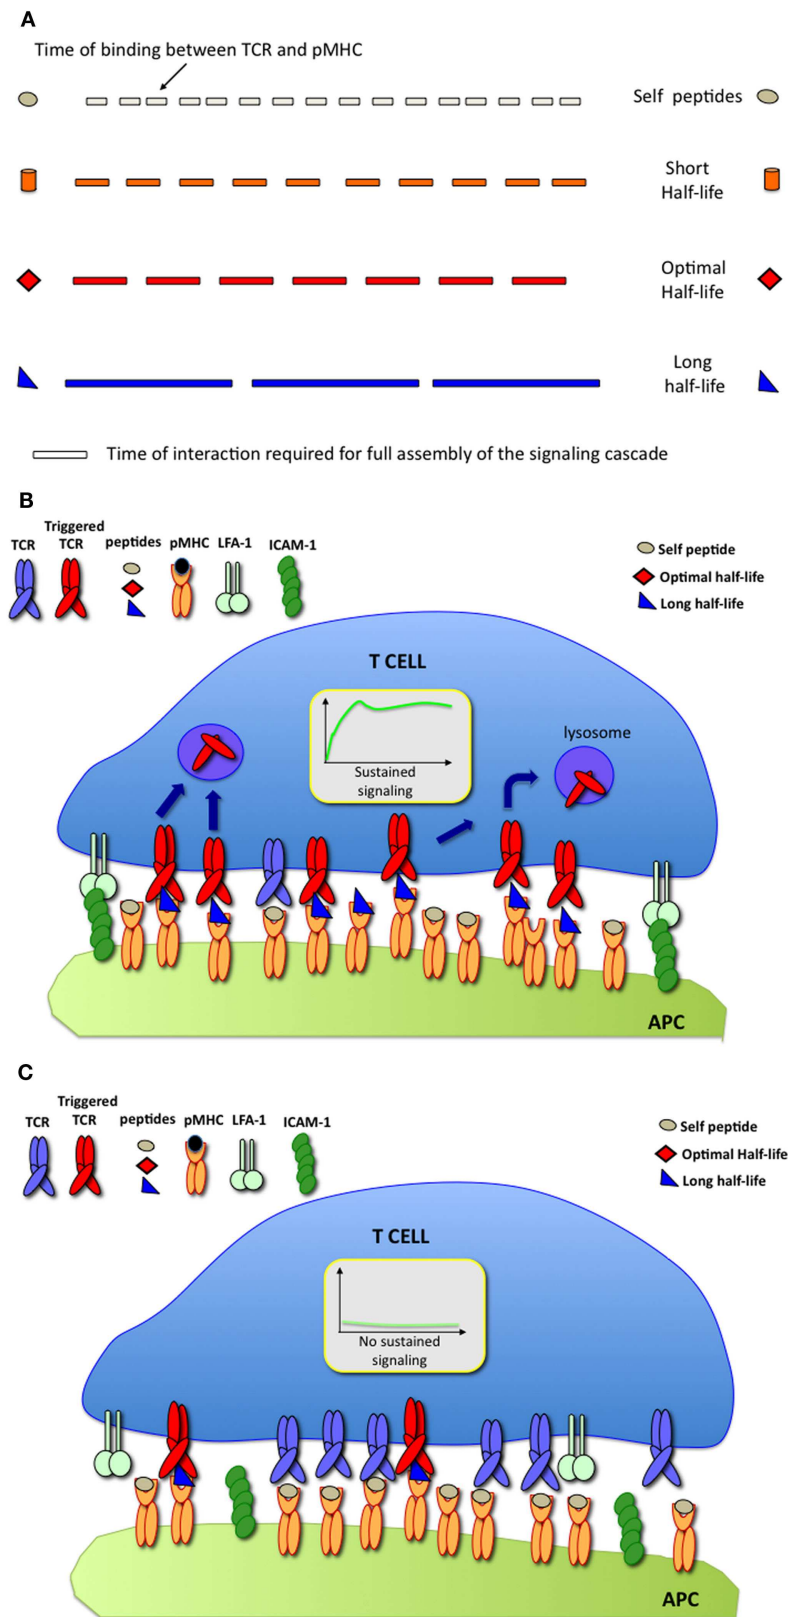 A
Time of binding between TCR and pMHC
Self peptides
Short
Half-life
Optimal
Half-life
Long
half-life
Time of interaction required for full assembly of the signaling cascade
B
TCR
Triggered
TCR
peptides
pMHC
LFA-1
ICAM-1
Self peptide
Optimal half-life
Long half-life
T CELL
lysosome
Sustained
signaling
APC
C
TCR
Triggered
TCR
peptides
pMHC
LFA-1
ICAM-1
Self peptide
Optimal Half-life
Long half-life
T CELL
No sustained
signaling
APC